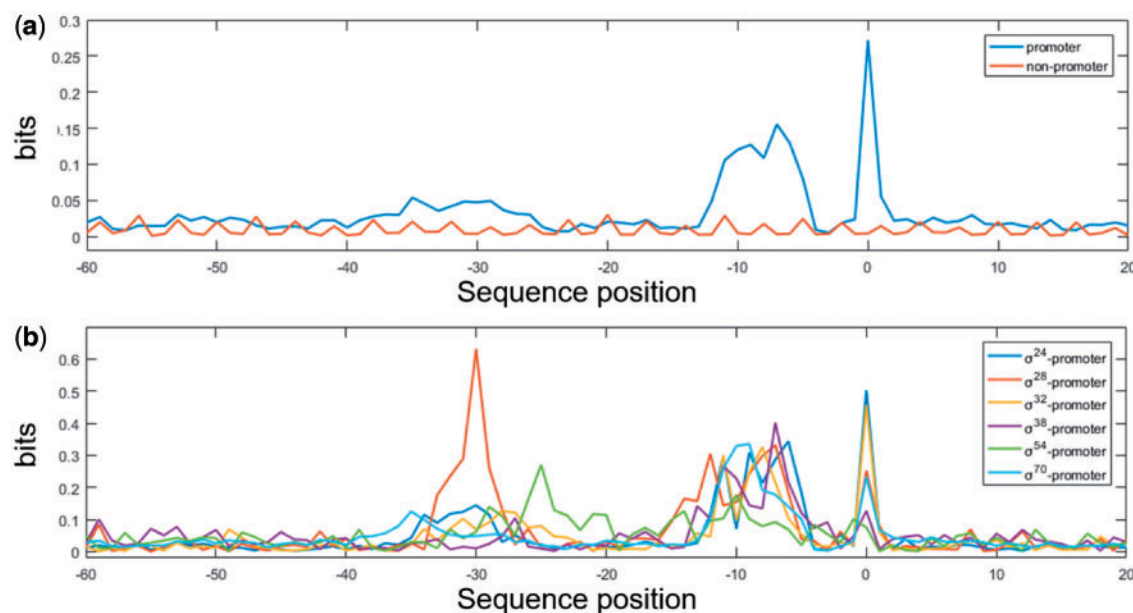 (a)
0.3
0.25
0.2
0.15
0.1
0.05
0
bits
promoter
non-promoter
-60 -50 -40 -30 -20 -10 0 10 20
Sequence position
(b)
0.6
0.5
0.4
0.3
0.2
0.1
0
bits
σ²⁴-promoter
σ²⁸-promoter
σ³²-promoter
σ³⁸-promoter
σ⁵⁴-promoter
σ⁷⁰-promoter
-60 -50 -40 -30 -20 -10 0 10 20
Sequence position